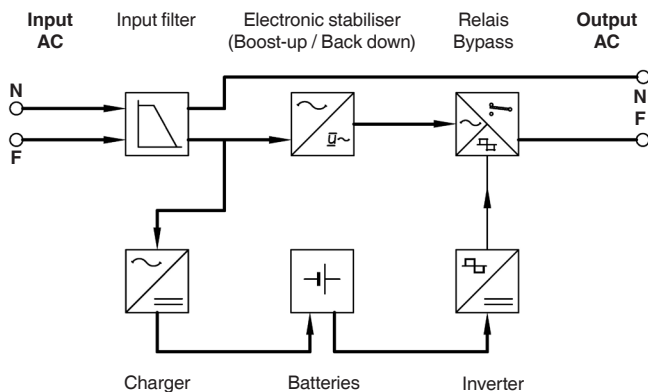 Input
AC
Input filter
Electronic stabiliser
(Boost-up / Back down)
Relais
Bypass
Output
AC
N
F
N
F
u~
Charger
Batteries
Inverter